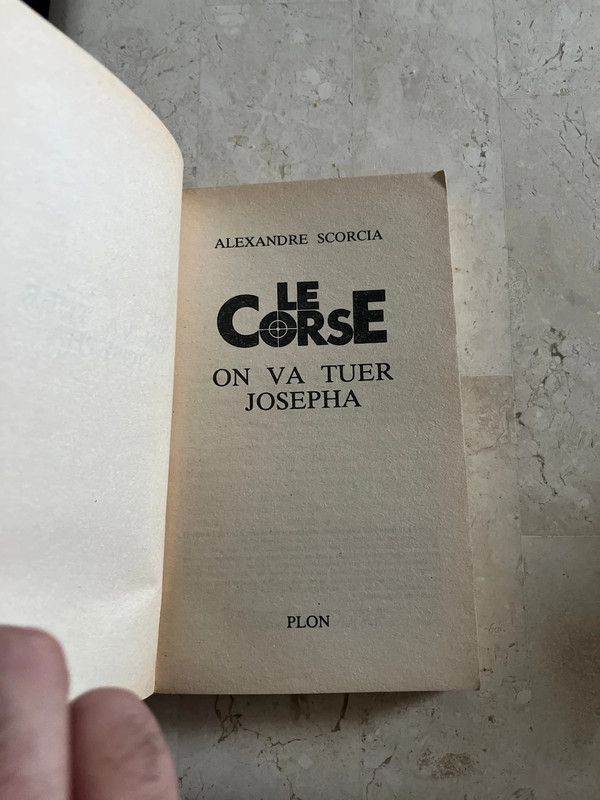 ALEXANDRE SCORCIA
LE
CORSE
ON VA TUER
JOSEPHA
PLON